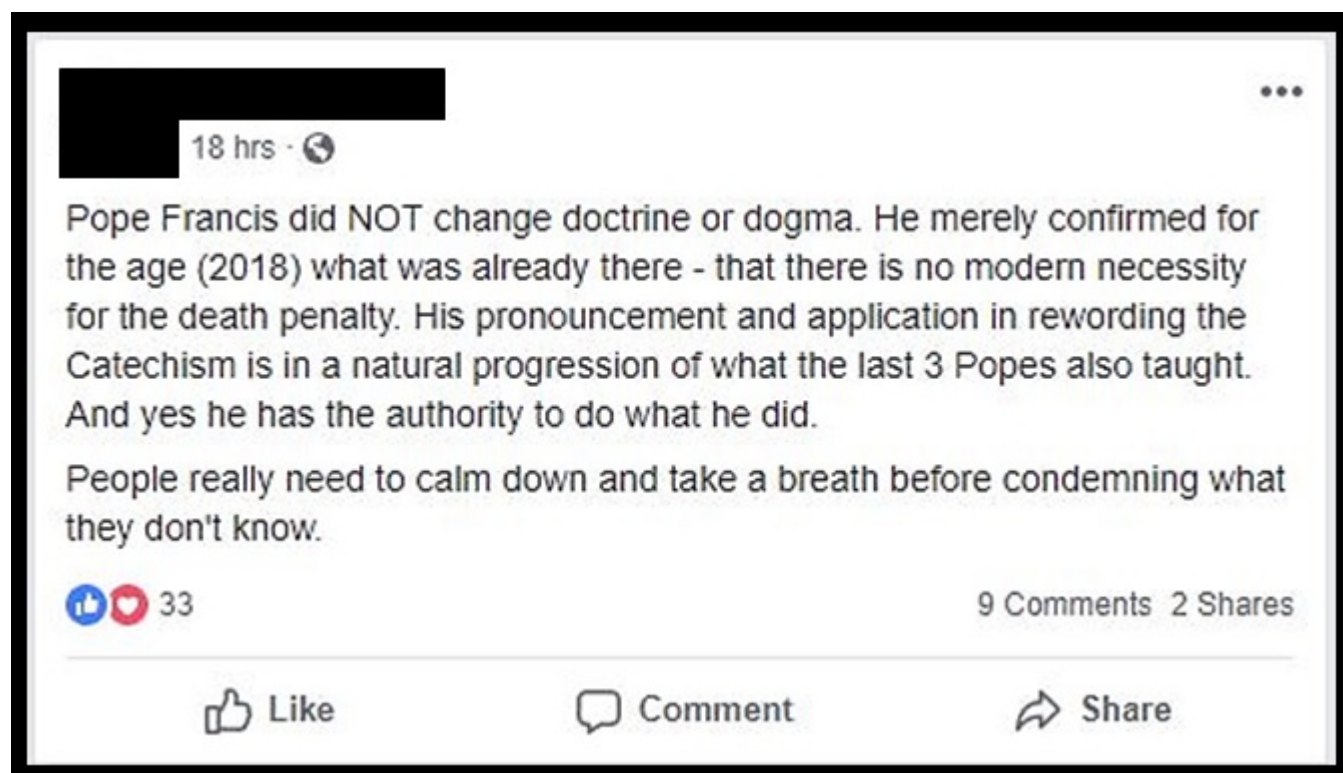 18 hrs ·
Pope Francis did NOT change doctrine or dogma. He merely confirmed for
the age (2018) what was already there - that there is no modern necessity
for the death penalty. His pronouncement and application in rewording the
Catechism is in a natural progression of what the last 3 Popes also taught.
And yes he has the authority to do what he did.
People really need to calm down and take a breath before condemning what
they don't know.
33 9 Comments 2 Shares
Like Comment Share